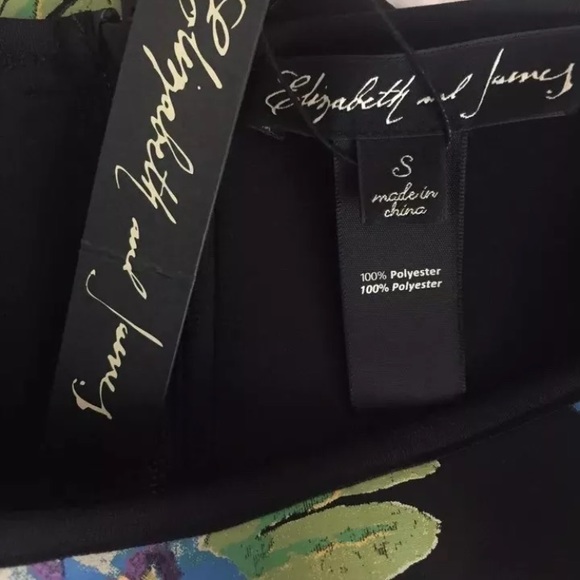 Elizabeth and James
Elizabeth and James
S
made in
china
100% Polyester
100% Polyester